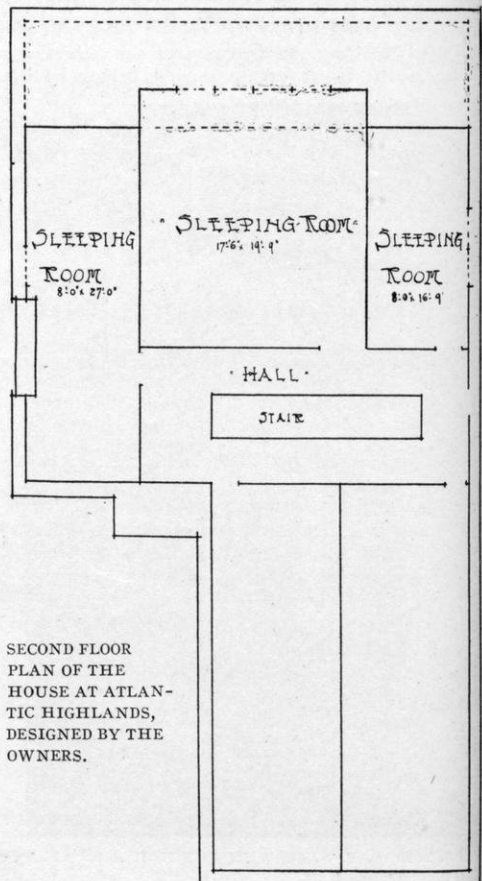 SLEEPING
ROOM
8'-0" x 27'-0"
SLEEPING·ROOM
17'-6" x 19'-9"
SLEEPING
ROOM
8'-0" x 16'-9"
·HALL·
STAIR
SECOND FLOOR
PLAN OF THE
HOUSE AT ATLAN-
TIC HIGHLANDS,
DESIGNED BY THE
OWNERS.